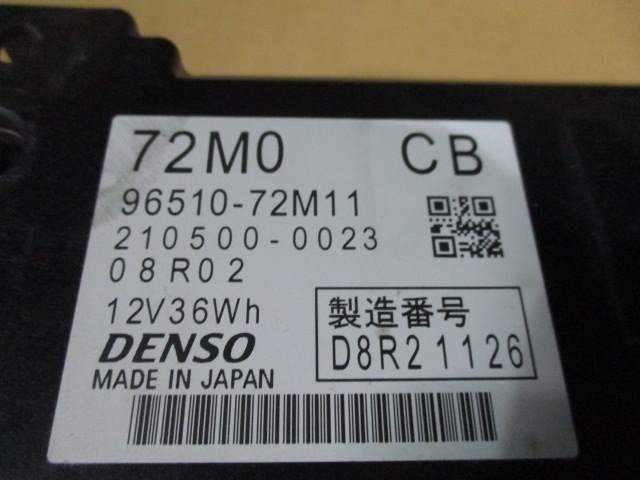 72M0 CB
96510-72M11
210500-0023
08R02
12V36Wh
製造番号
D8R21126
DENSO
MADE IN JAPAN